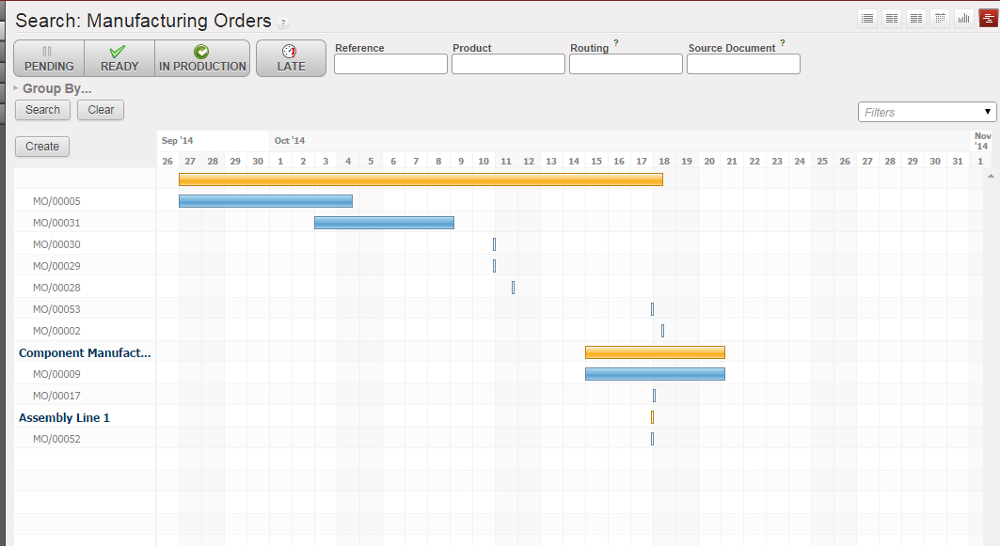 Search: Manufacturing Orders ?
PENDING READY IN PRODUCTION LATE
Reference Product Routing ? Source Document ?
Group By...
Search Clear
Filters
Create
Sep '14 Oct '14 Nov '14
26 27 28 29 30 1 2 3 4 5 6 7 8 9 10 11 12 13 14 15 16 17 18 19 20 21 22 23 24 25 26 27 28 29 30 31 1
MO/00005
MO/00031
MO/00030
MO/00029
MO/00028
MO/00053
MO/00002
Component Manufact...
MO/00009
MO/00017
Assembly Line 1
MO/00052